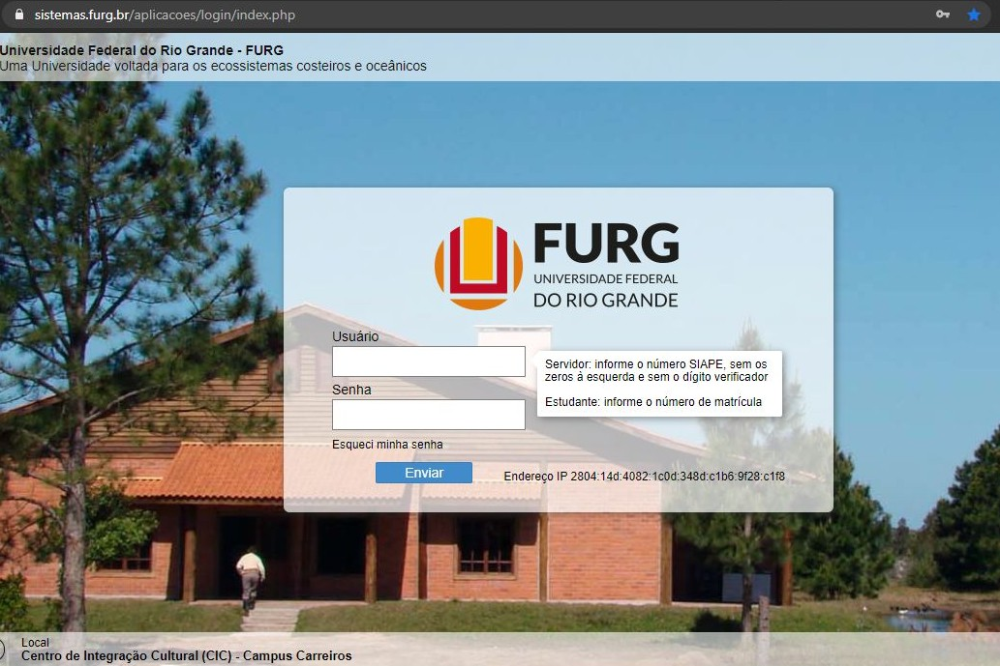 sistemas.furg.br/aplicacoes/login/index.php
Universidade Federal do Rio Grande - FURG
Uma Universidade voltada para os ecossistemas costeiros e oceânicos
FURG
UNIVERSIDADE FEDERAL
DO RIO GRANDE
Usuário
Servidor: informe o número SIAPE, sem os
zeros à esquerda e sem o dígito verificador
Estudante: informe o número de matrícula
Senha
Esqueci minha senha
Enviar
Endereço IP 2804:14d:4082:1c0d:348d:c1b6:9f28:c1f8
Local
Centro de Integração Cultural (CIC) - Campus Carreiros